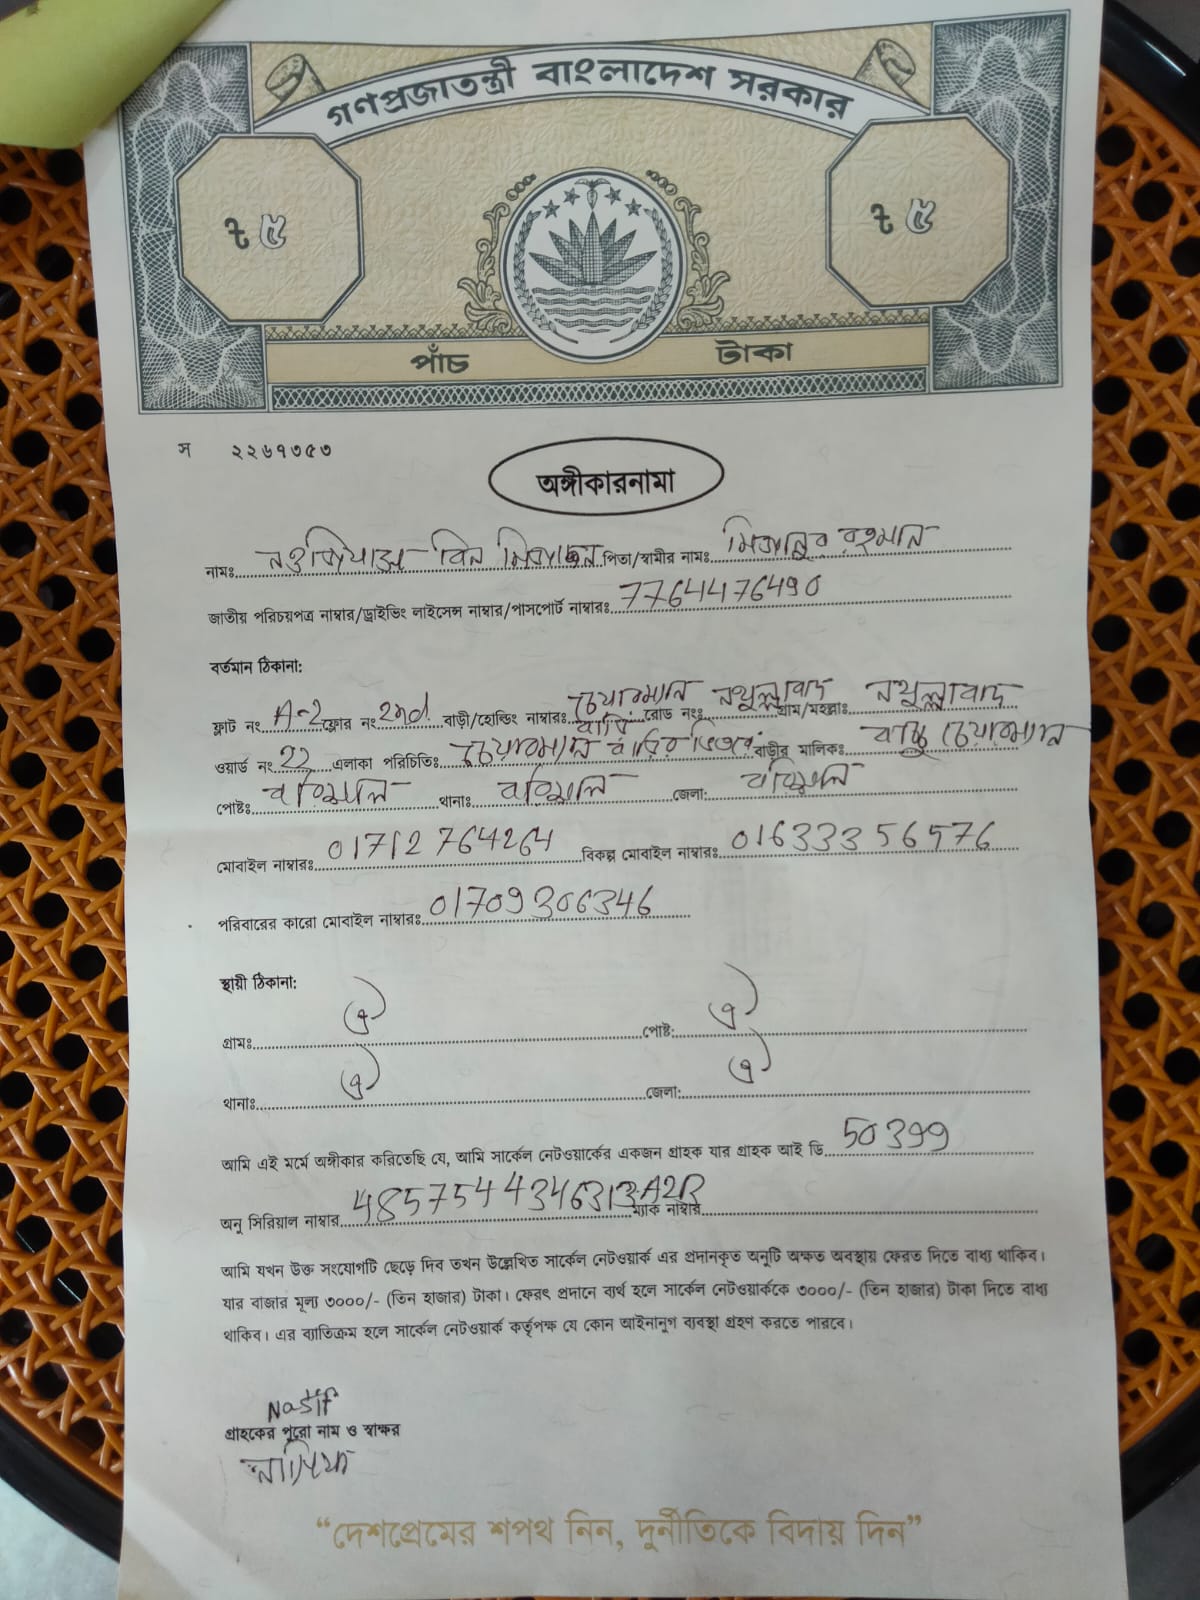 গণপ্রজাতন্ত্রী বাংলাদেশ সরকার
৳ ৫ ৳ ৫
পাঁচ টাকা
স ২২৬৭৩৫৩
অঙ্গীকারনামা
নামঃ বিন পিতা/স্বামীর নামঃ মিজানুর রহমান
জাতীয় পরিচয়পত্র নাম্বার/ড্রাইভিং লাইসেন্স নাম্বার/পাসপোর্ট নাম্বারঃ 7764476490
বর্তমান ঠিকানা:
ফ্লাট নং A-2 ফ্লোর নং 2nd বাড়ী/হোল্ডিং নাম্বারঃ চেয়ারম্যান বাড়ি রোড নংঃ নথুল্লাবাদ গ্রাম/মহল্লাঃ নথুল্লাবাদ
ওয়ার্ড নং 22 এলাকা পরিচিতিঃ চেয়ারম্যান বাড়ির ভিতরে বাড়ীর মালিকঃ বাচ্চু চেয়ারম্যান
পোষ্টঃ বরিশাল থানাঃ বরিশাল জেলা: বরিশাল
মোবাইল নাম্বারঃ 01712764264 বিকল্প মোবাইল নাম্বারঃ 01633356576
পরিবারের কারো মোবাইল নাম্বারঃ 01709306346
স্থায়ী ঠিকানা:
গ্রামঃ ঐ পোষ্ট: ঐ
থানাঃ ঐ জেলা: ঐ
আমি এই মর্মে অঙ্গীকার করিতেছি যে, আমি সার্কেল নেটওয়ার্কের একজন গ্রাহক যার গ্রাহক আই ডি 50399
অনু সিরিয়াল নাম্বার ম্যাক নাম্বার
আমি যখন উক্ত সংযোগটি ছেড়ে দিব তখন উল্লেখিত সার্কেল নেটওয়ার্ক এর প্রদানকৃত অনুটি অক্ষত অবস্থায় ফেরত দিতে বাধ্য থাকিব।
যার বাজার মূল্য ৩০০০/- (তিন হাজার) টাকা। ফেরৎ প্রদানে ব্যর্থ হলে সার্কেল নেটওয়ার্ককে ৩০০০/- (তিন হাজার) টাকা দিতে বাধ্য
থাকিব। এর ব্যাতিক্রম হলে সার্কেল নেটওয়ার্ক কর্তৃপক্ষ যে কোন আইনানুগ ব্যবস্থা গ্রহণ করতে পারবে।
Nasif
গ্রাহকের পুরো নাম ও স্বাক্ষর
নাসিফ
“দেশপ্রেমের শপথ নিন, দুর্নীতিকে বিদায় দিন”